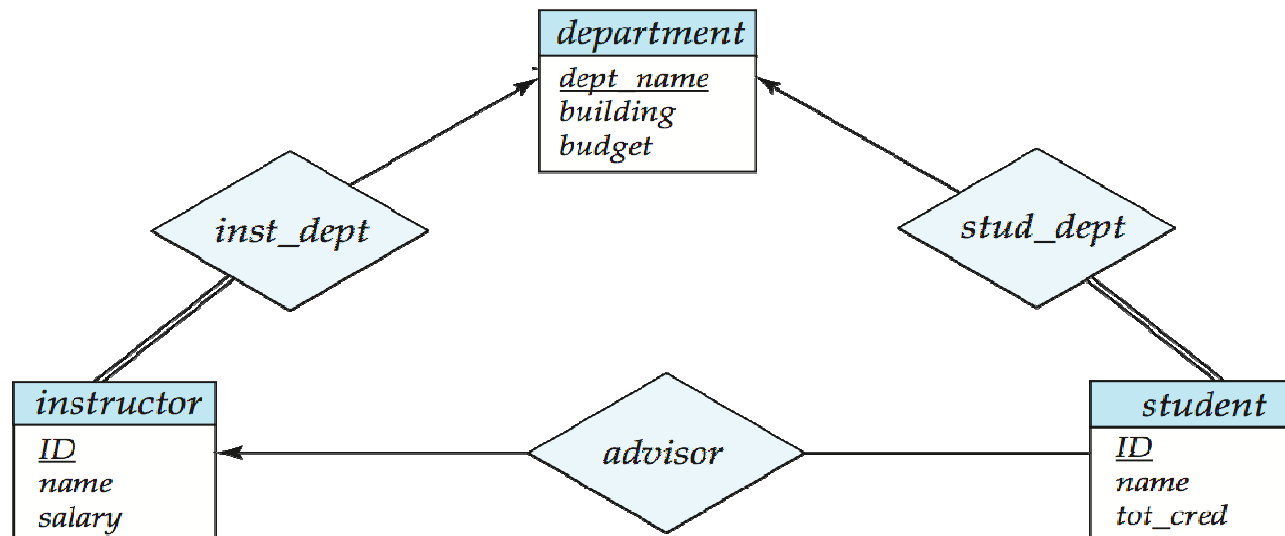 department
dept_name
building
budget
inst_dept
stud_dept
instructor
ID
name
salary
advisor
student
ID
name
tot_cred